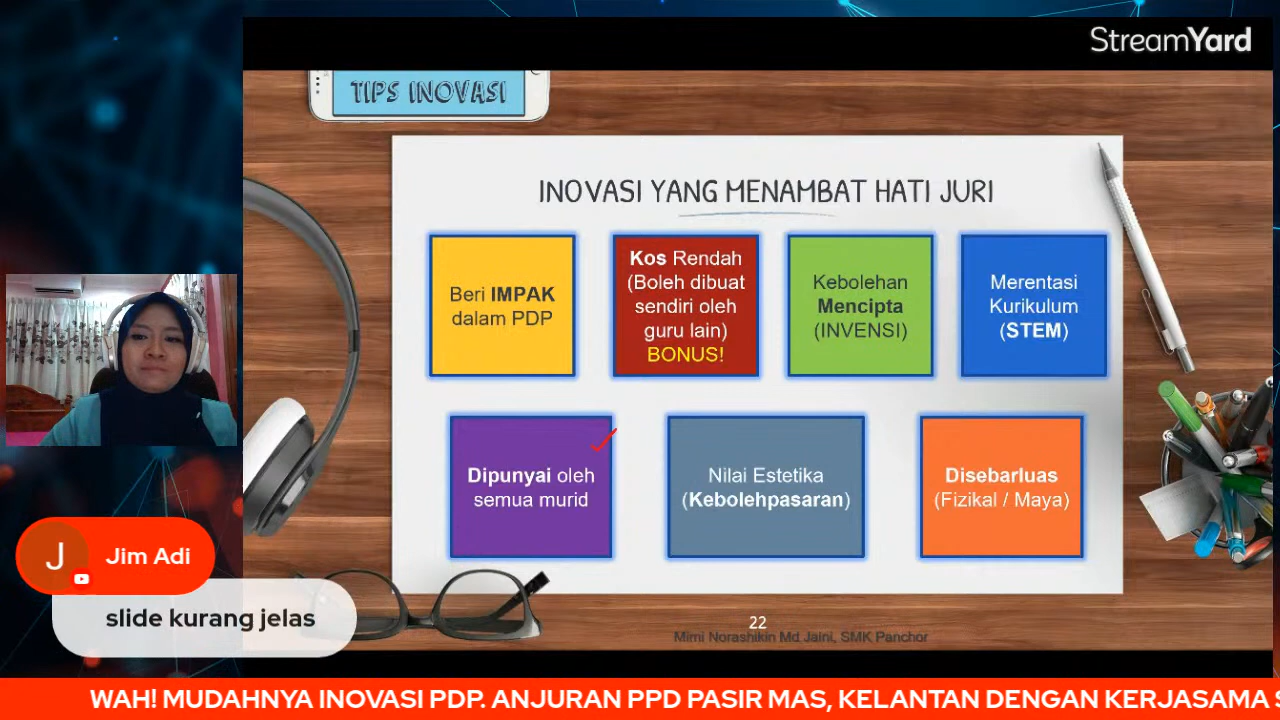 StreamYard
TIPS INOVASI
INOVASI YANG MENAMBAT HATI JURI
Beri IMPAK
dalam PDP
Kos Rendah
(Boleh dibuat
sendiri oleh
guru lain)
BONUS!
Kebolehan
Mencipta
(INVENSI)
Merentasi
Kurikulum
(STEM)
Dipunyai oleh
semua murid
Nilai Estetika
(Kebolehpasaran)
Disebarluas
(Fizikal / Maya)
22
Mimi Norashikin Md Jaini, SMK Panchor
J
Jim Adi
slide kurang jelas
WAH! MUDAHNYA INOVASI PDP. ANJURAN PPD PASIR MAS, KELANTAN DENGAN KERJASAMA